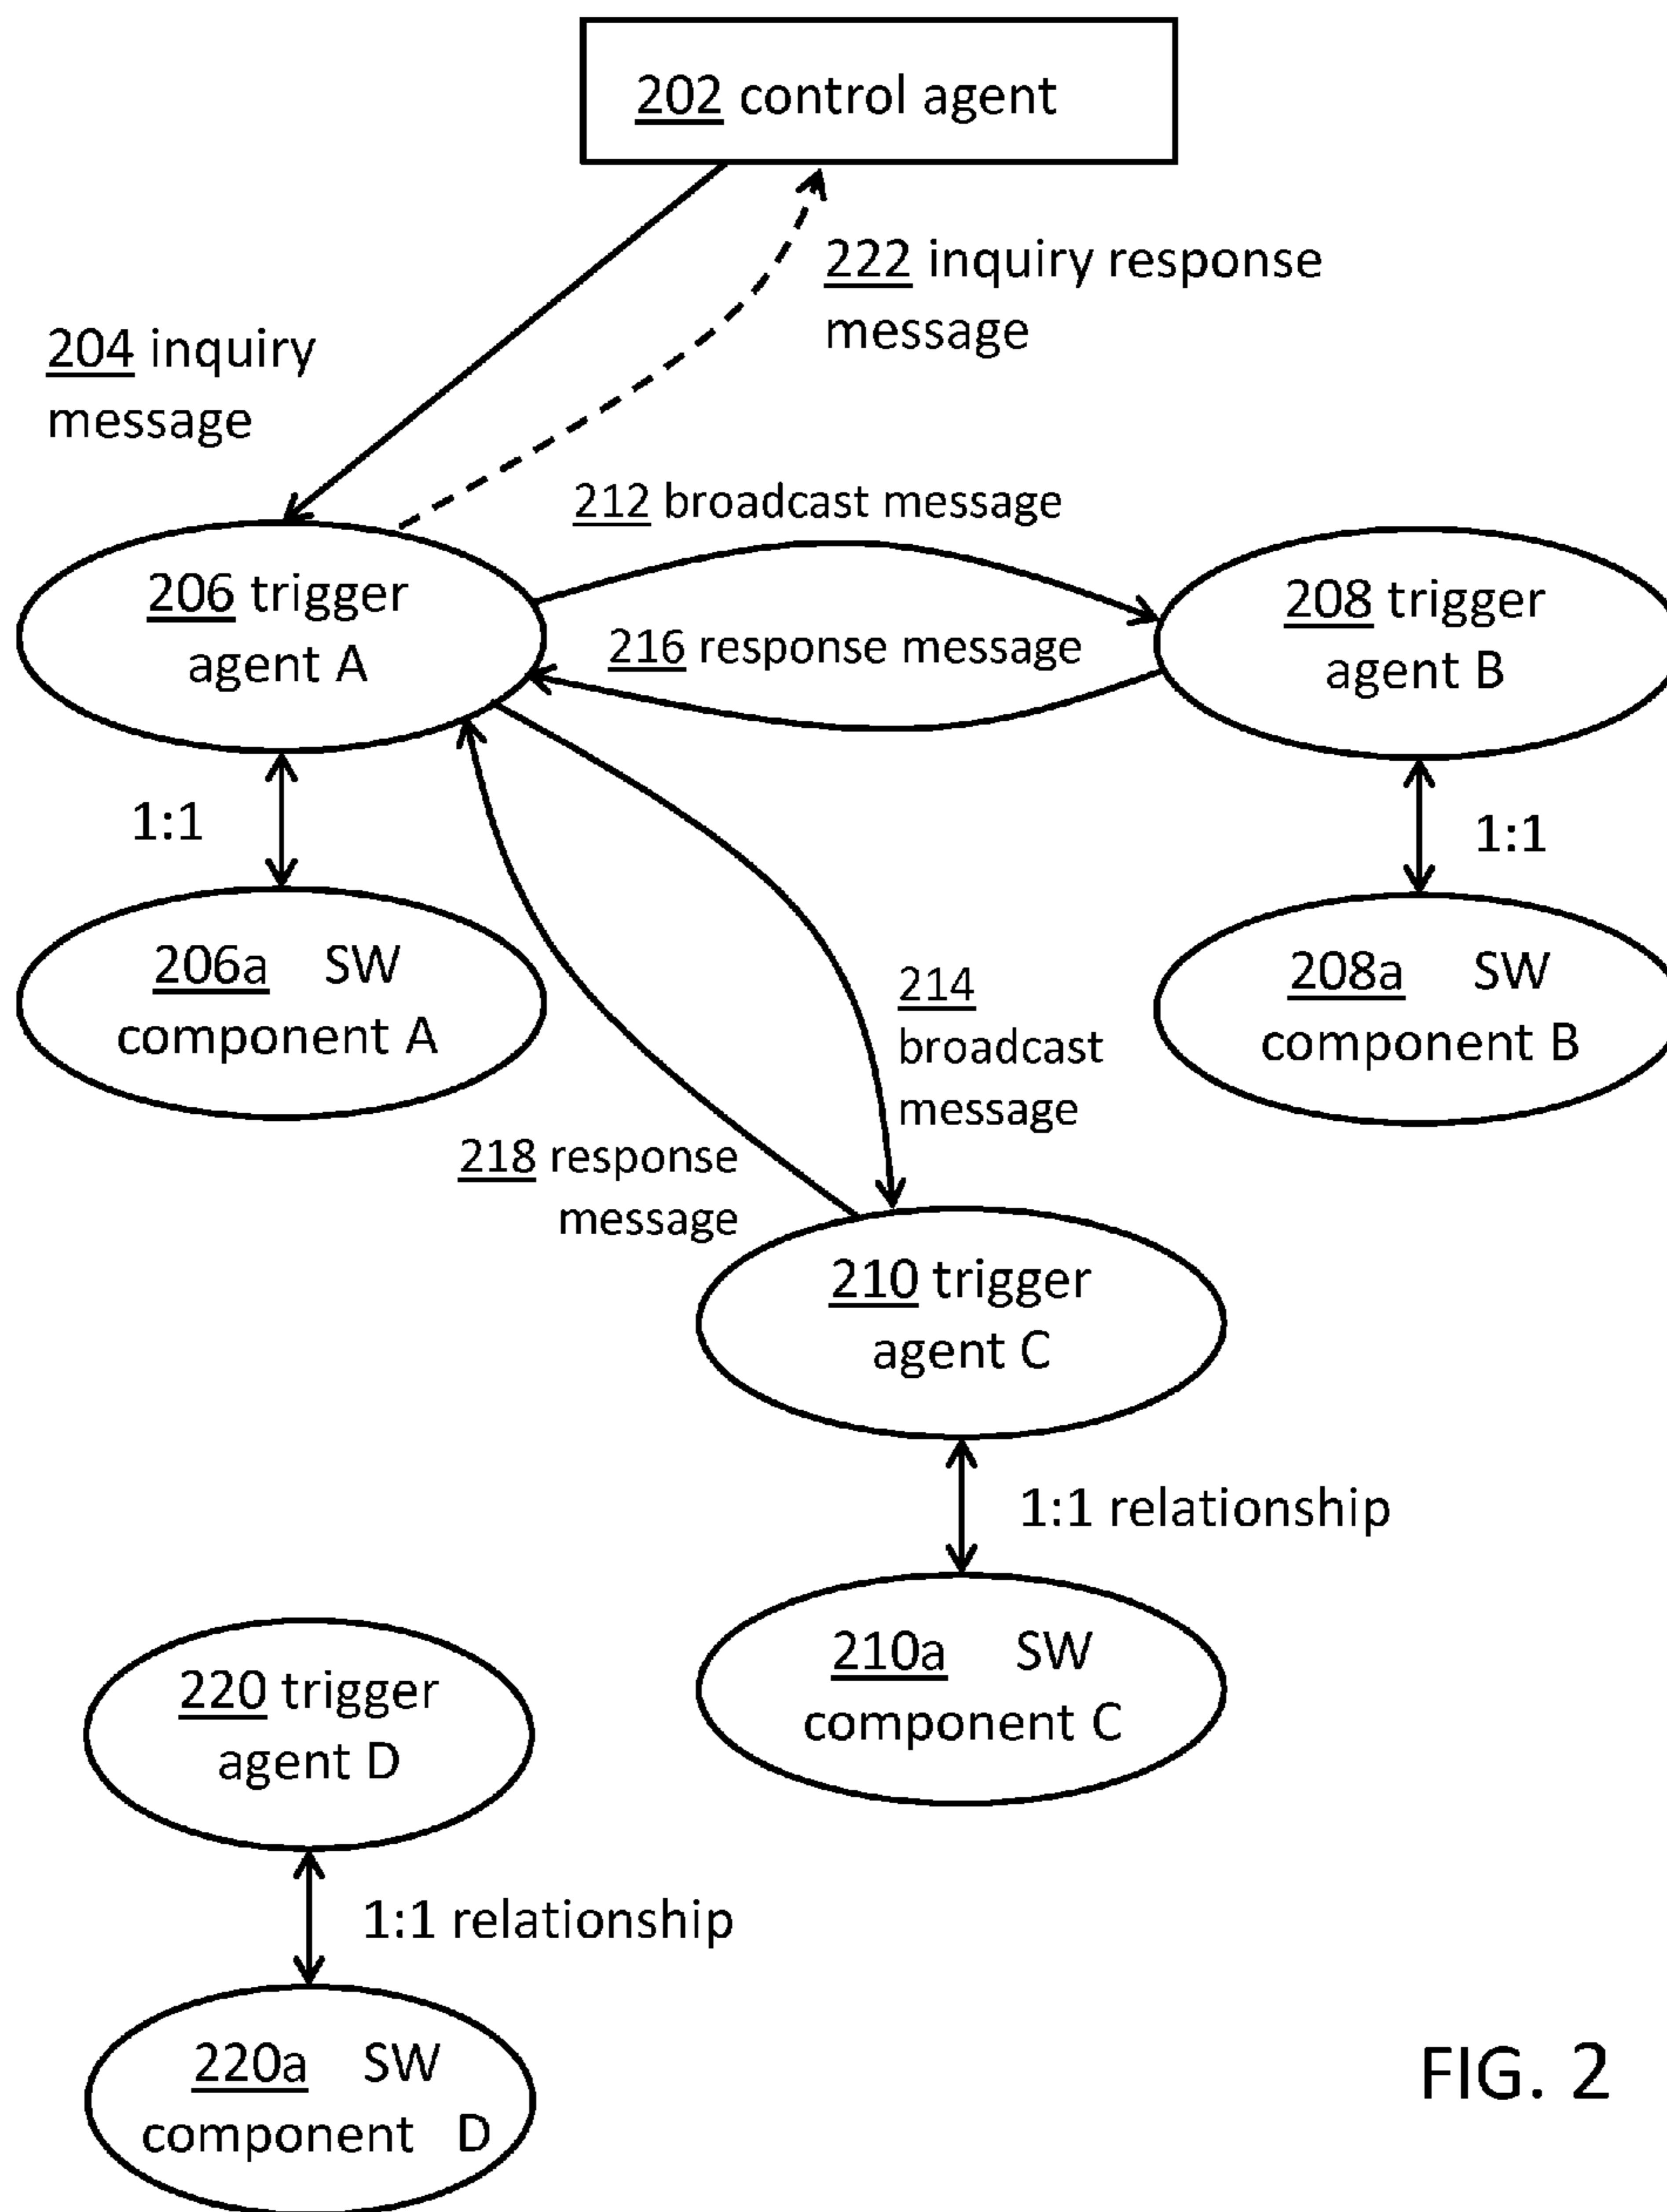 202 control agent
222 inquiry response
message
204 inquiry
message
212 broadcast message
206 trigger
agent A
208 trigger
agent B
216 response message
1:1
1:1
206a SW
component A
208a SW
component B
214
broadcast
message
218 response
message
210 trigger
agent C
1:1 relationship
210a SW
component C
220 trigger
agent D
1:1 relationship
220a SW
component D
FIG. 2